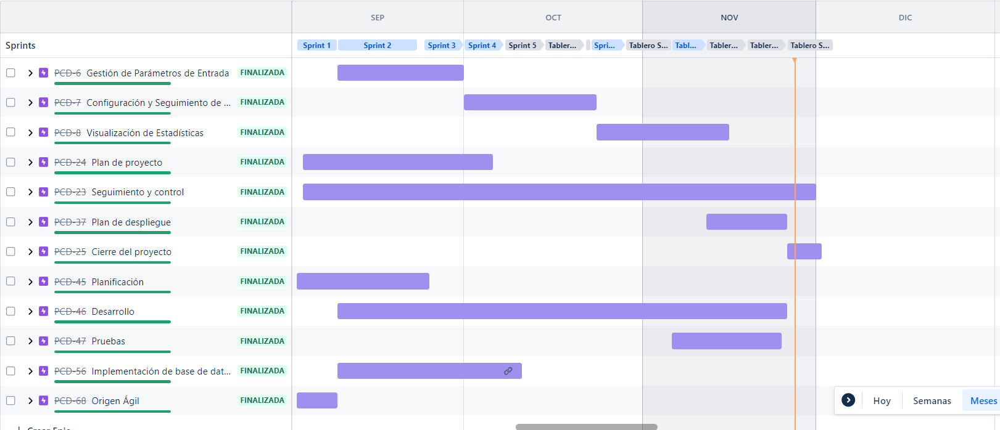 SEP OCT NOV DIC
Sprints Sprint 1 Sprint 2 Sprint 3 Sprint 4 Sprint 5 Tabler... Spri... Tablero S... Tabl... Tabler... Tabler... Tablero S...
PCD-6 Gestión de Parámetros de Entrada FINALIZADA
PCD-7 Configuración y Seguimiento de ... FINALIZADA
PCD-8 Visualización de Estadísticas FINALIZADA
PCD-24 Plan de proyecto FINALIZADA
PCD-23 Seguimiento y control FINALIZADA
PCD-37 Plan de despliegue FINALIZADA
PCD-25 Cierre del proyecto FINALIZADA
PCD-45 Planificación FINALIZADA
PCD-46 Desarrollo FINALIZADA
PCD-47 Pruebas FINALIZADA
PCD-56 Implementación de base de dat... FINALIZADA
PCD-68 Origen Ágil FINALIZADA
Hoy Semanas Meses
Crear Epic